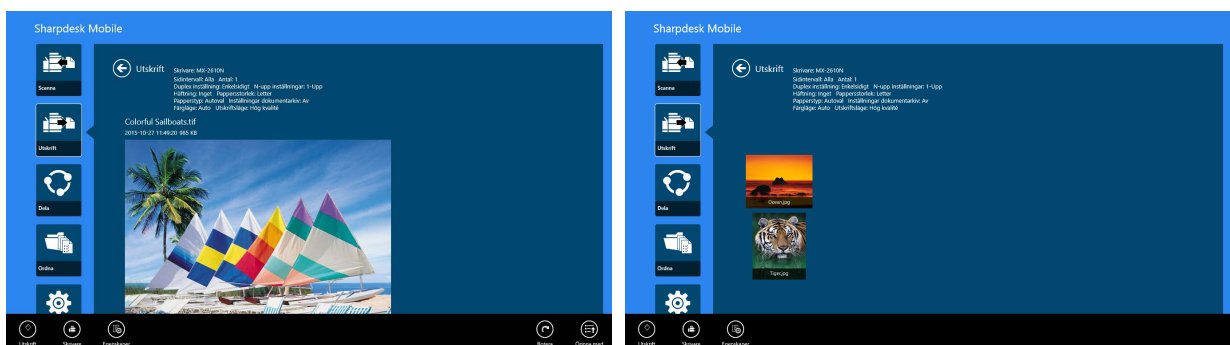 Sharpdesk Mobile
Scanna
Utskrift
Dela
Ordna
Utskrift
Skrivare: MX-2610N
Sidintervall: Alla Antal: 1
Duplex inställning: Enkelsidigt N-upp inställningar: 1-Upp
Häftning: Inget Pappersstorlek: Letter
Papperstyp: Autoval Inställningar dokumentarkiv: Av
Färgläge: Auto Utskriftsläge: Hög kvalité
Colorful Sailboats.tif
2015-10-27 11:49:20 985 KB
Utskrift
Skrivare
Egenskaper
Rotera
Öppna med
Sharpdesk Mobile
Scanna
Utskrift
Dela
Ordna
Utskrift
Skrivare: MX-2610N
Sidintervall: Alla Antal: 1
Duplex inställning: Enkelsidigt N-upp inställningar: 1-Upp
Häftning: Inget Pappersstorlek: Letter
Papperstyp: Autoval Inställningar dokumentarkiv: Av
Färgläge: Auto Utskriftsläge: Hög kvalité
Ocean.jpg
Tiger.jpg
Utskrift
Skrivare
Egenskaper